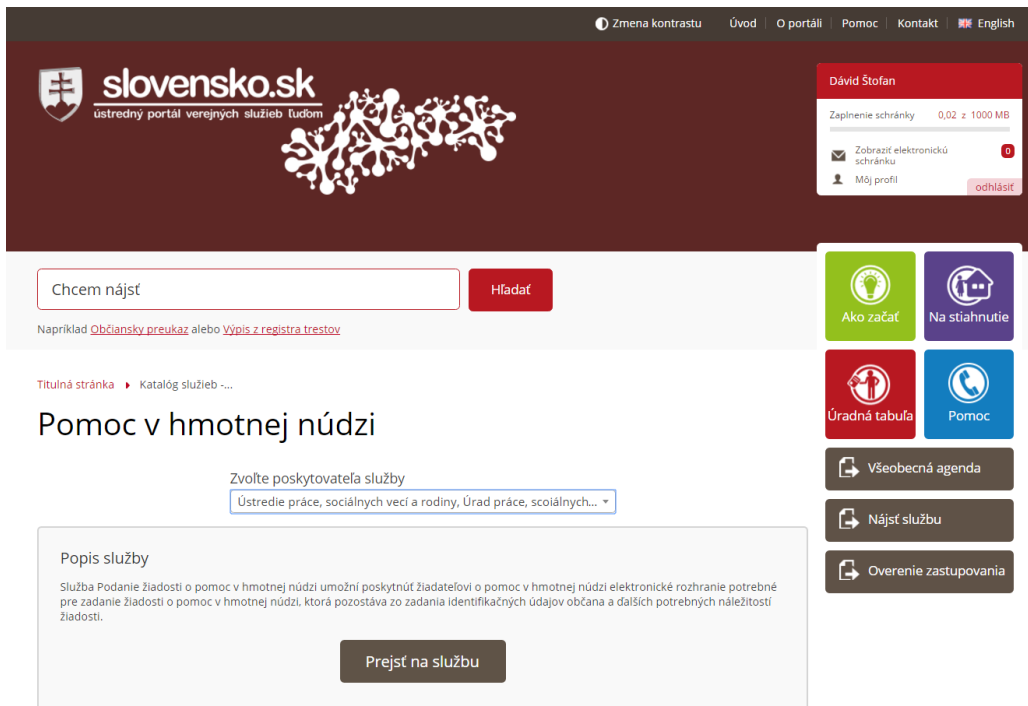 Zmena kontrastu Úvod O portáli Pomoc Kontakt English
slovensko.sk
ústredný portál verejných služieb ľuďom
Dávid Štofan
Zaplnenie schránky 0,02 z 1000 MB
Zobraziť elektronickú
schránku
0
Môj profil
odhlásiť
Chcem nájsť
Hľadať
Napríklad Občiansky preukaz alebo Výpis z registra trestov
Ako začať
Na stiahnutie
Úradná tabuľa
Pomoc
Všeobecná agenda
Nájsť službu
Overenie zastupovania
Titulná stránka Katalóg služieb -...
Pomoc v hmotnej núdzi
Zvoľte poskytovateľa služby
Ústredie práce, sociálnych vecí a rodiny, Úrad práce, scoiálnych...
Popis služby
Služba Podanie žiadosti o pomoc v hmotnej núdzi umožní poskytnúť žiadateľovi o pomoc v hmotnej núdzi elektronické rozhranie potrebné
pre zadanie žiadosti o pomoc v hmotnej núdzi, ktorá pozostáva zo zadania identifikačných údajov občana a ďalších potrebných náležitostí
žiadosti.
Prejsť na službu